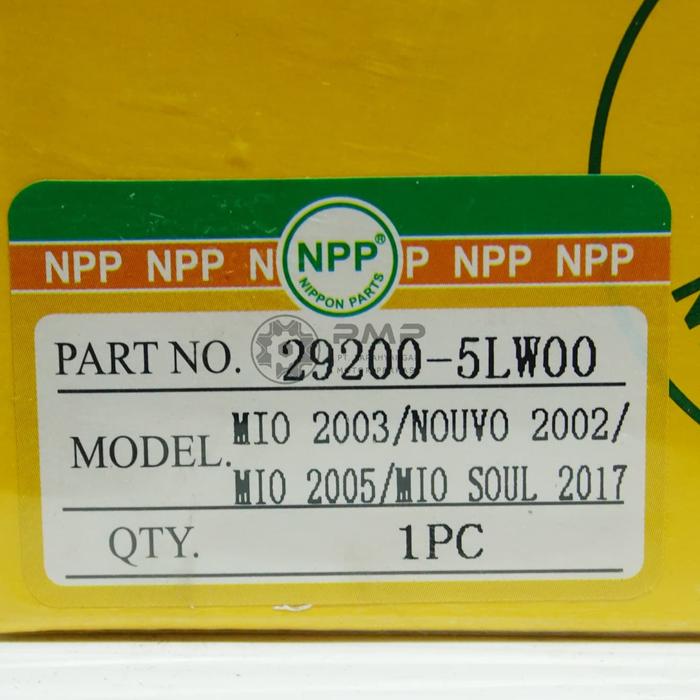 NPP NPP N NPP® P NPP NPP
NIPPON PARTS
PMP
PART NO. 29200-5LW00
MODEL. MIO 2003/NOUVO 2002/
MIO 2005/MIO SOUL 2017
QTY. 1PC